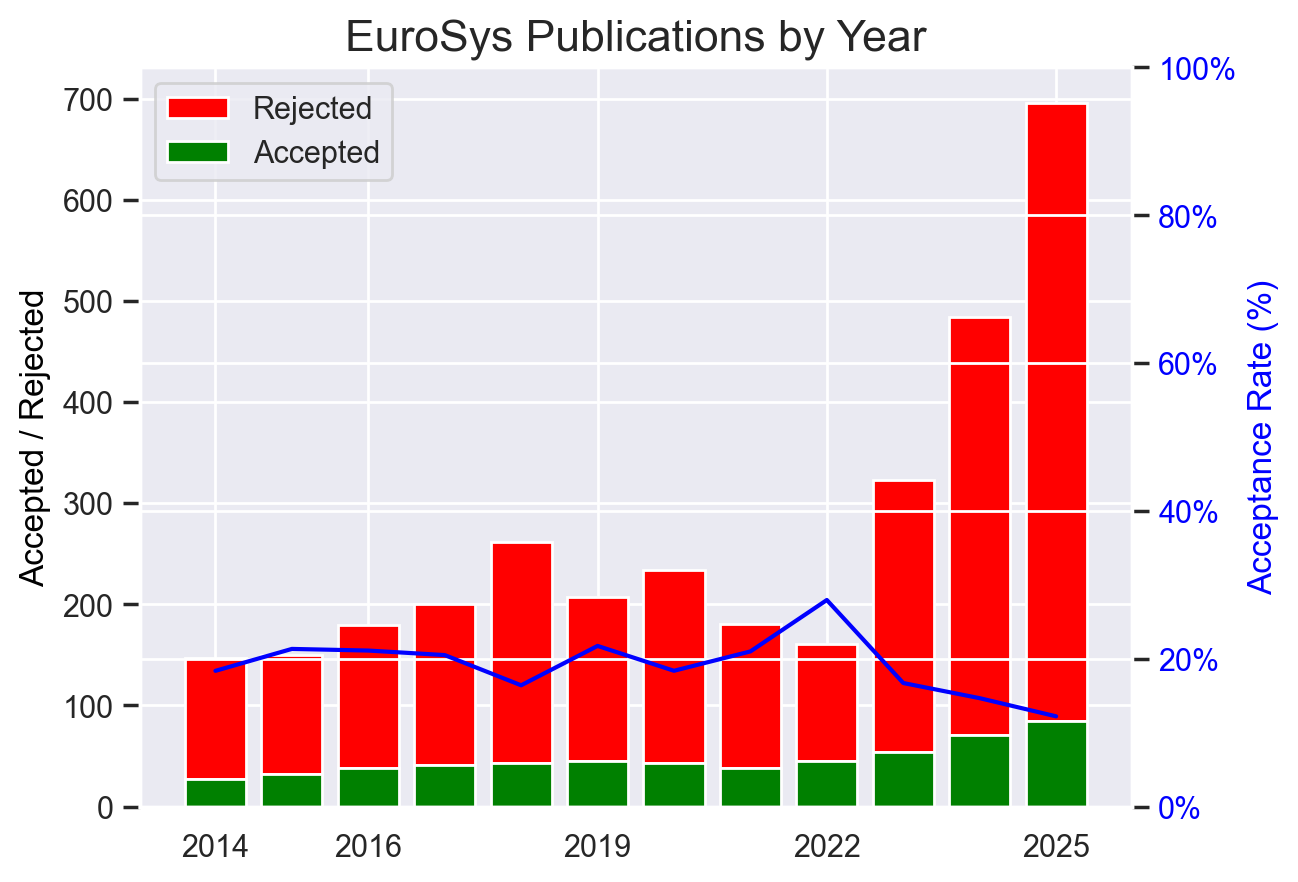 EuroSys Publications by Year
Rejected
Accepted
Accepted / Rejected
700
600
500
400
300
200
100
0
100%
80%
60%
40%
20%
0%
Acceptance Rate (%)
2014 2016 2019 2022 2025